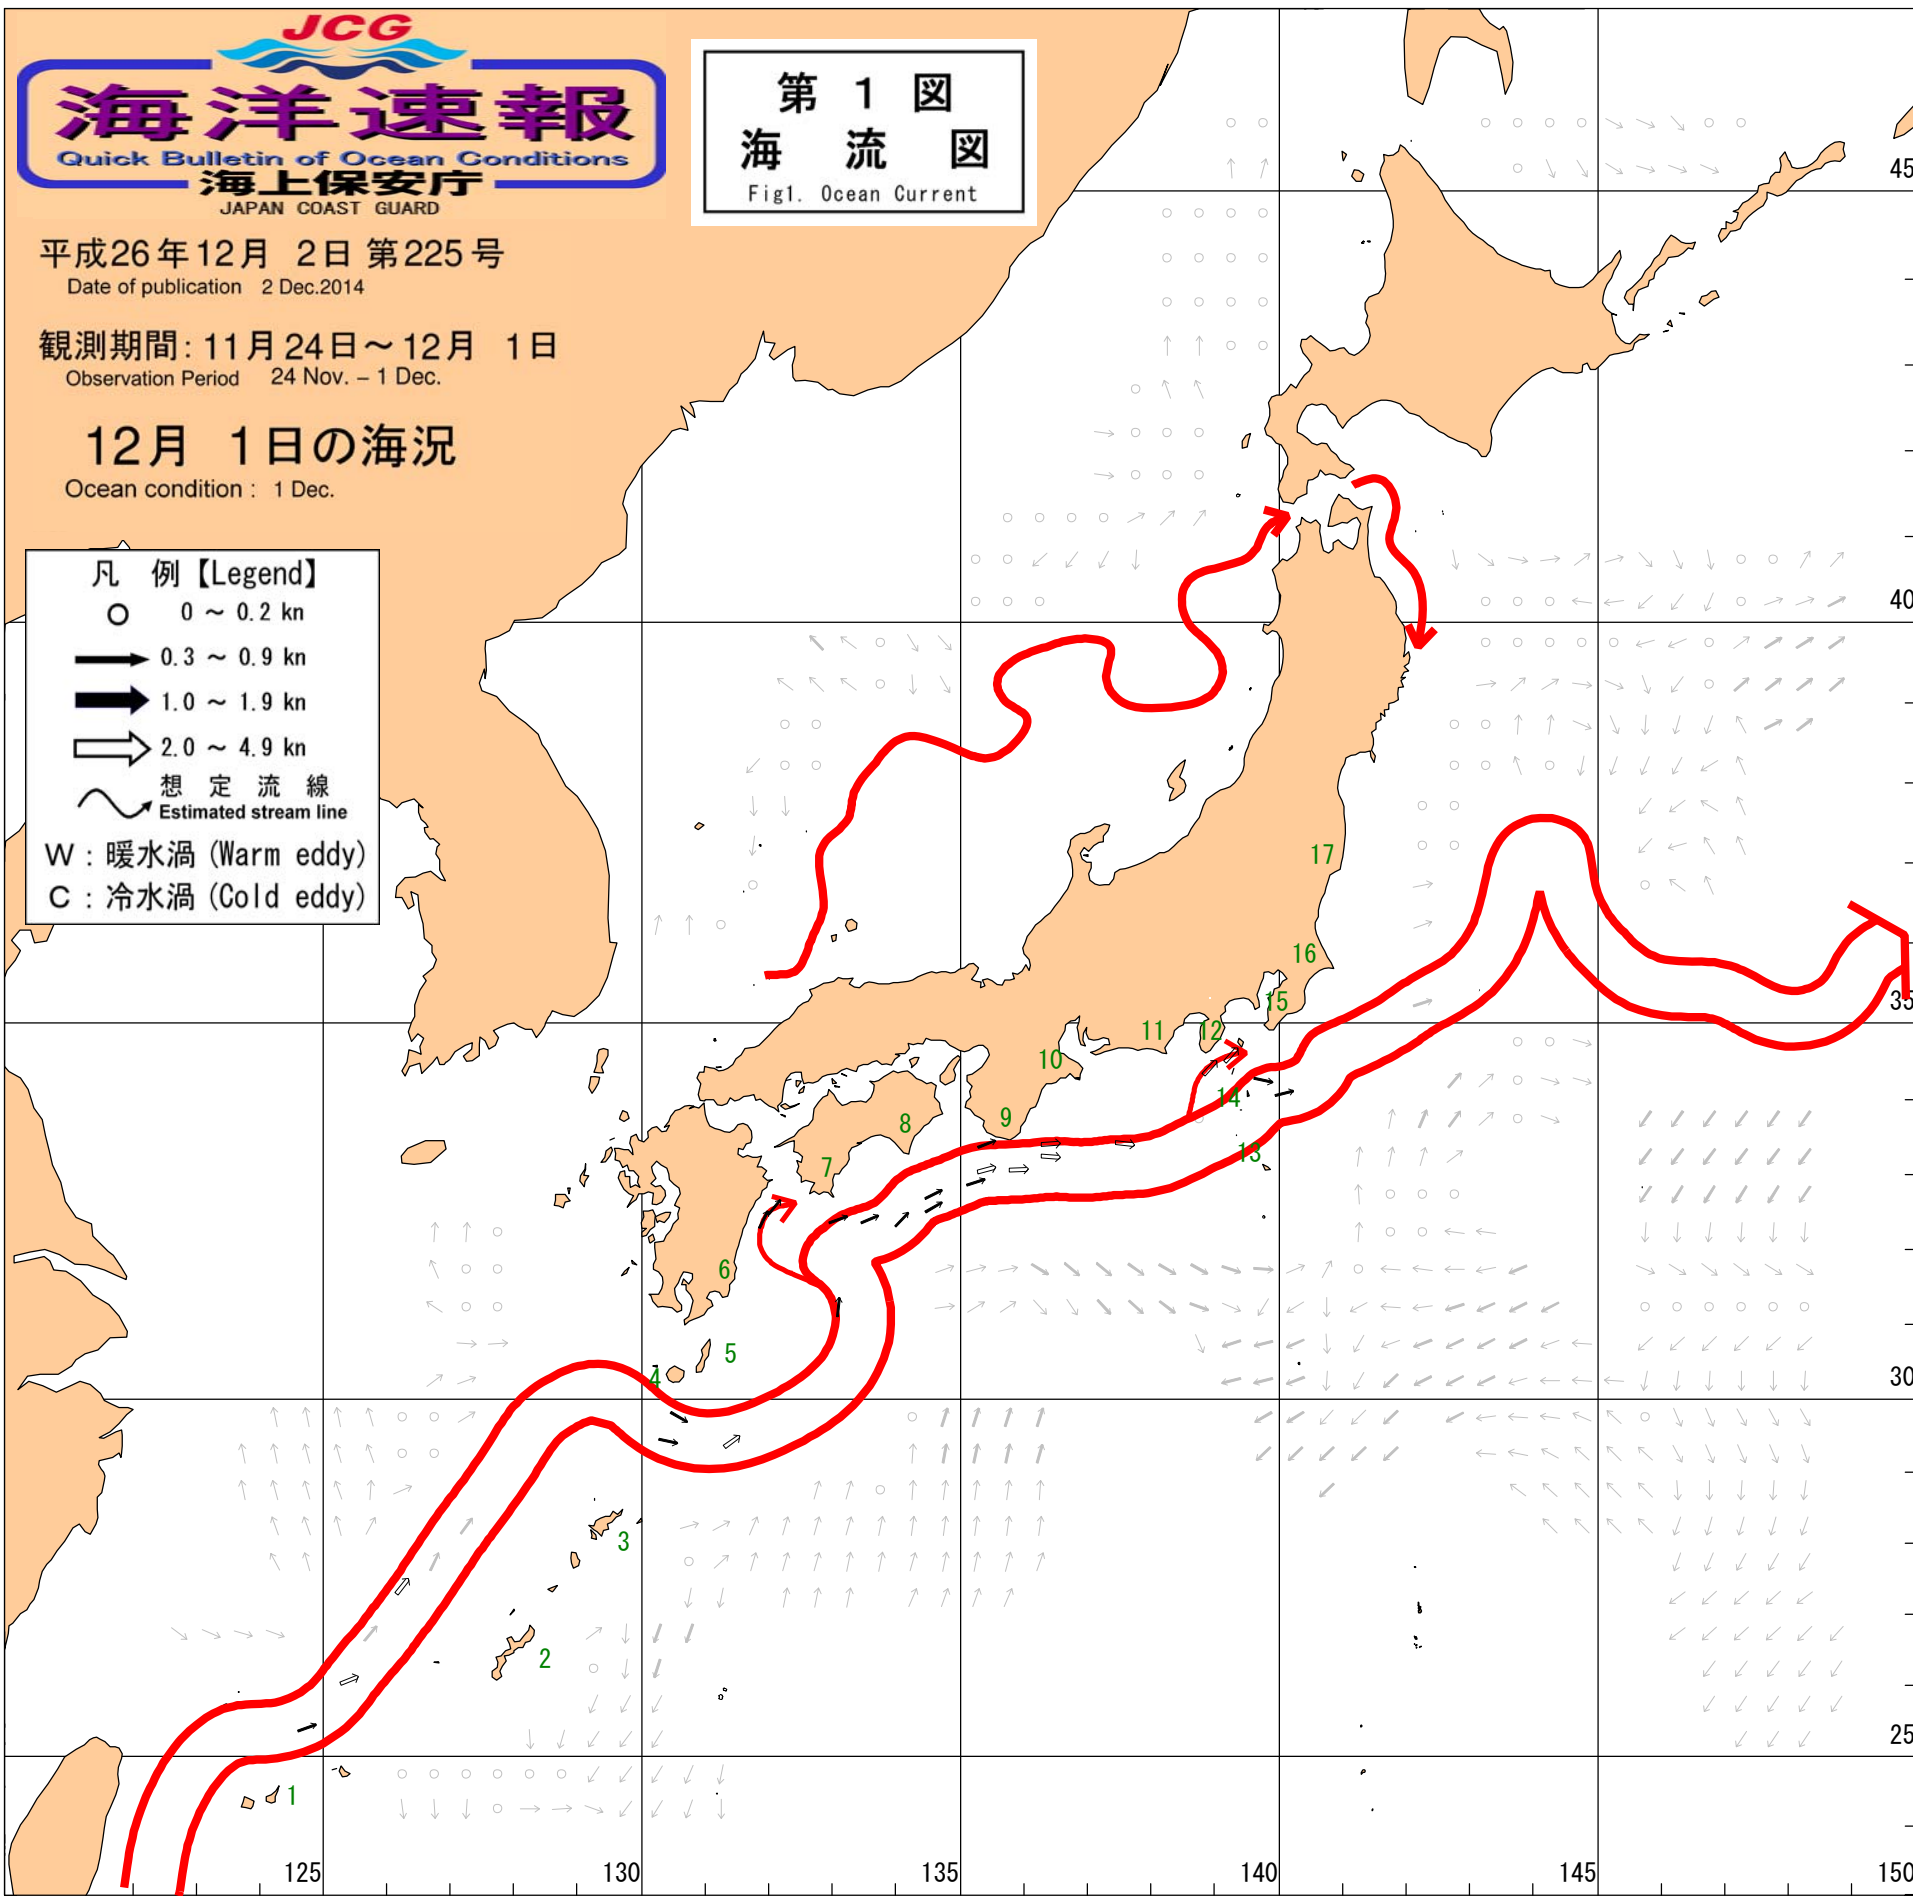 JCG
海洋速報
Quick Bulletin of Ocean Conditions
海上保安庁
JAPAN COAST GUARD
第 1 図
海 流 図
Fig1. Ocean Current
平成26年12月 2日 第225号
Date of publication 2 Dec.2014
観測期間: 11月24日～12月 1日
Observation Period 24 Nov. – 1 Dec.
12月 1日の海況
Ocean condition : 1 Dec.
凡 例【Legend】
0 ～ 0.2 kn
0.3 ～ 0.9 kn
1.0 ～ 1.9 kn
2.0 ～ 4.9 kn
想 定 流 線
Estimated stream line
W : 暖水渦 (Warm eddy)
C : 冷水渦 (Cold eddy)
45
40
35
30
25
17
16
15
11
12
10
14
9
8
13
7
6
5
4
3
2
1
125
130
135
140
145
150